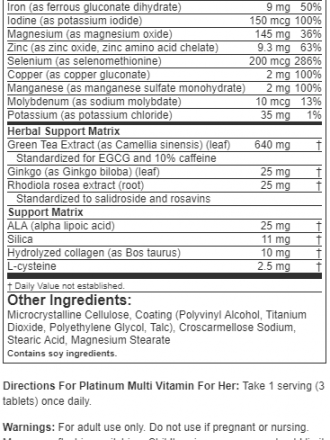 Iron (as ferrous gluconate dihydrate) 9 mg 50%
Iodine (as potassium iodide) 150 mcg 100%
Magnesium (as magnesium oxide) 145 mg 36%
Zinc (as zinc oxide, zinc amino acid chelate) 9.3 mg 63%
Selenium (as selenomethionine) 200 mcg 286%
Copper (as copper gluconate) 2 mg 100%
Manganese (as manganese sulfate monohydrate) 2 mg 100%
Molybdenum (as sodium molybdate) 10 mcg 13%
Potassium (as potassium chloride) 35 mg 1%
Herbal Support Matrix
Green Tea Extract (as Camellia sinensis) (leaf) 640 mg †
Standardized for EGCG and 10% caffeine
Ginkgo (as Ginkgo biloba) (leaf) 25 mg †
Rhodiola rosea extract (root) 25 mg †
Standardized to salidroside and rosavins
Support Matrix
ALA (alpha lipoic acid) 25 mg †
Silica 11 mg †
Hydrolyzed collagen (as Bos taurus) 10 mg †
L-cysteine 2.5 mg †
† Daily Value not established.
Other Ingredients:
Microcrystalline Cellulose, Coating (Polyvinyl Alcohol, Titanium
Dioxide, Polyethylene Glycol, Talc), Croscarmellose Sodium,
Stearic Acid, Magnesium Stearate
Contains soy ingredients.
Directions For Platinum Multi Vitamin For Her: Take 1 serving (3
tablets) once daily.
Warnings: For adult use only. Do not use if pregnant or nursing.